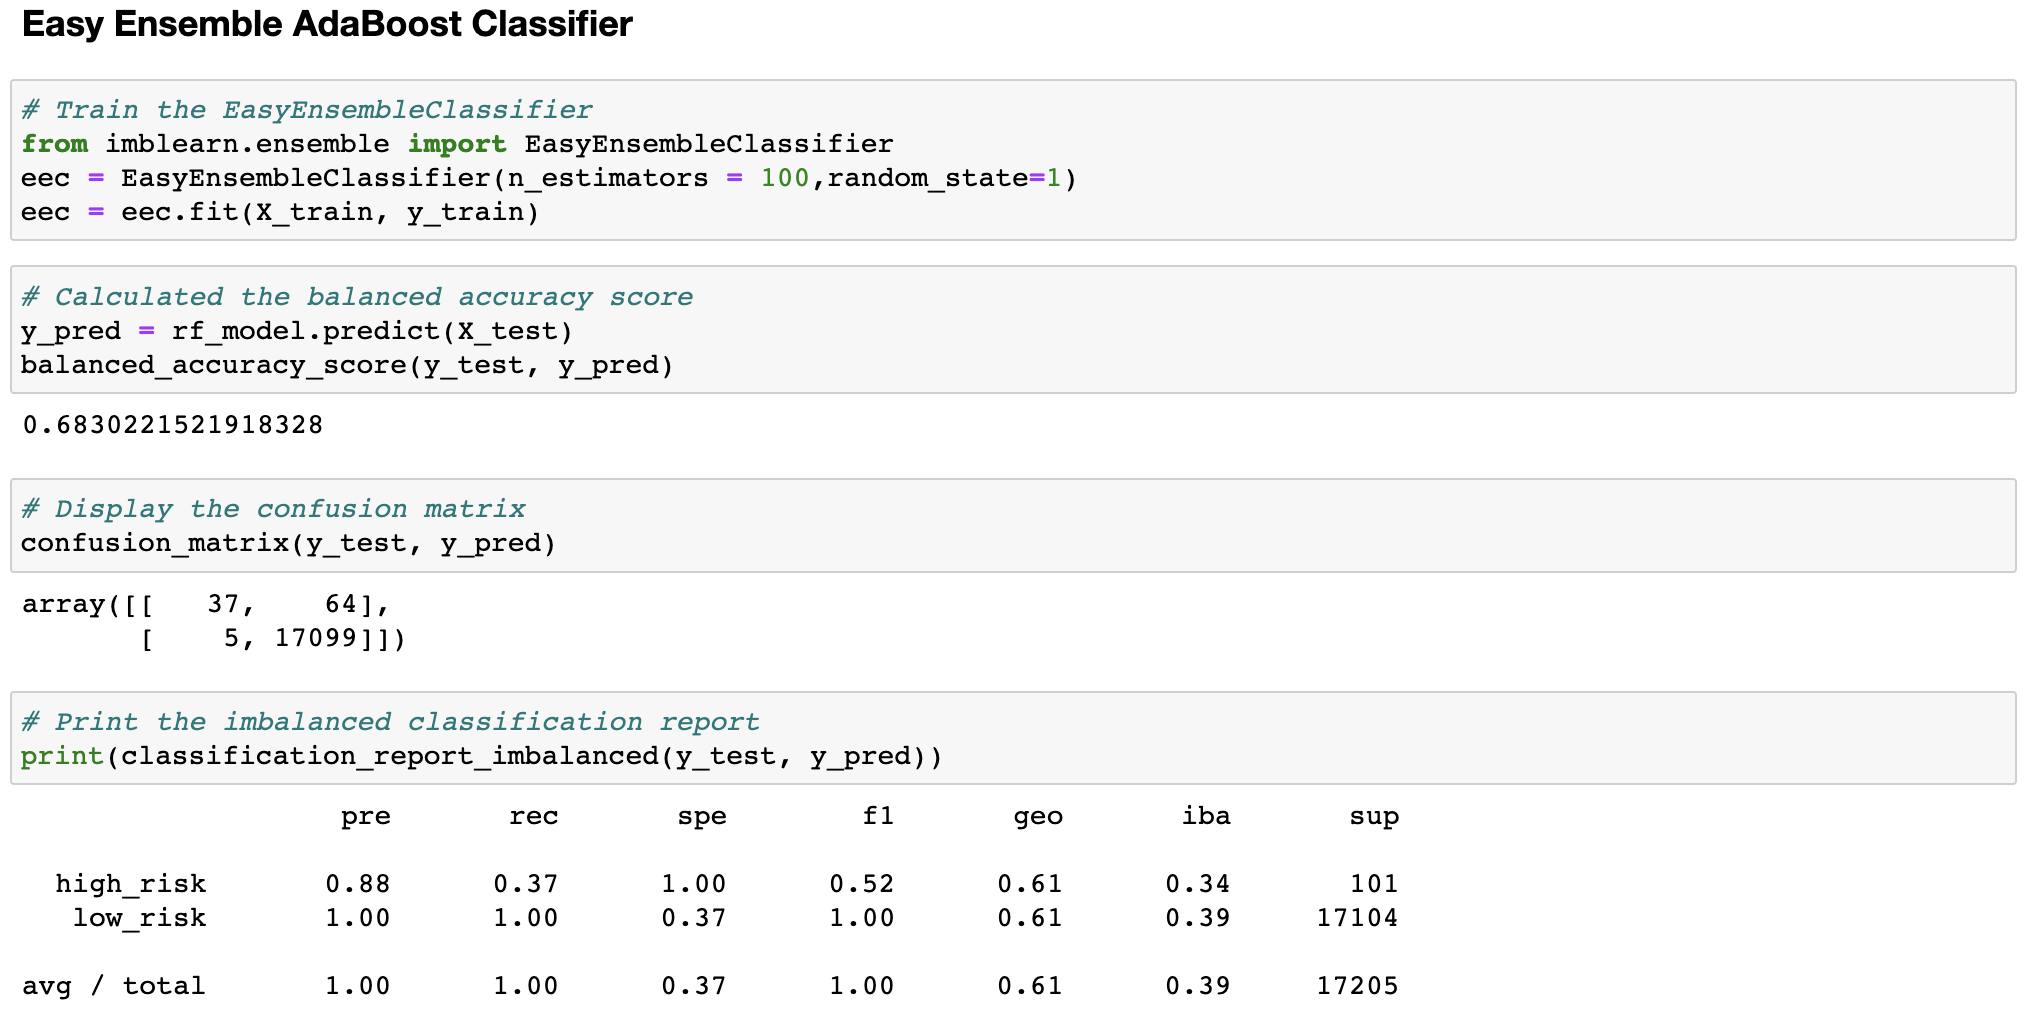 Easy Ensemble AdaBoost Classifier
# Train the EasyEnsembleClassifier
from imblearn.ensemble import EasyEnsembleClassifier
eec = EasyEnsembleClassifier(n_estimators = 100,random_state=1)
eec = eec.fit(X_train, y_train)
# Calculated the balanced accuracy score
y_pred = rf_model.predict(X_test)
balanced_accuracy_score(y_test, y_pred)
0.6830221521918328
# Display the confusion matrix
confusion_matrix(y_test, y_pred)
array([[   37,    64],
       [    5, 17099]])
# Print the imbalanced classification report
print(classification_report_imbalanced(y_test, y_pred))
                   pre       rec       spe        f1       geo       iba       sup
  high_risk       0.88      0.37      1.00      0.52      0.61      0.34       101
   low_risk       1.00      1.00      0.37      1.00      0.61      0.39     17104
avg / total       1.00      1.00      0.37      1.00      0.61      0.39     17205